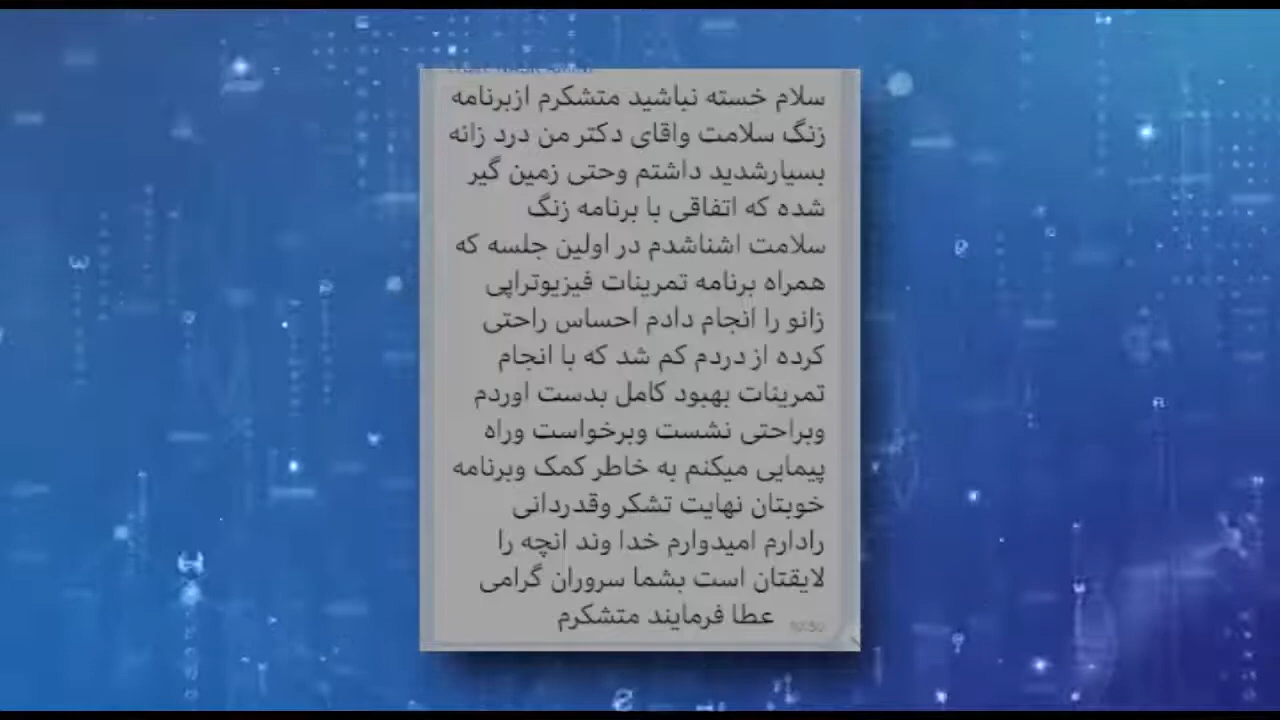 سلام خسته نباشید متشکرم ازبرنامه
زنگ سلامت واقای دکتر من درد زانه
بسیارشدید داشتم وحتی زمین گیر
شده که اتفاقی با برنامه زنگ
سلامت اشناشدم در اولین جلسه که
همراه برنامه تمرینات فیزیوتراپی
زانو را انجام دادم احساس راحتی
کرده از دردم کم شد که با انجام
تمرینات بهبود کامل بدست اوردم
وبراحتی نشست وبرخواست وراه
پیمایی میکنم به خاطر کمک وبرنامه
خوبتان نهایت تشکر وقدردانی
رادارم امیدوارم خدا وند انچه را
لایقتان است بشما سروران گرامی
عطا فرمایند متشکرم